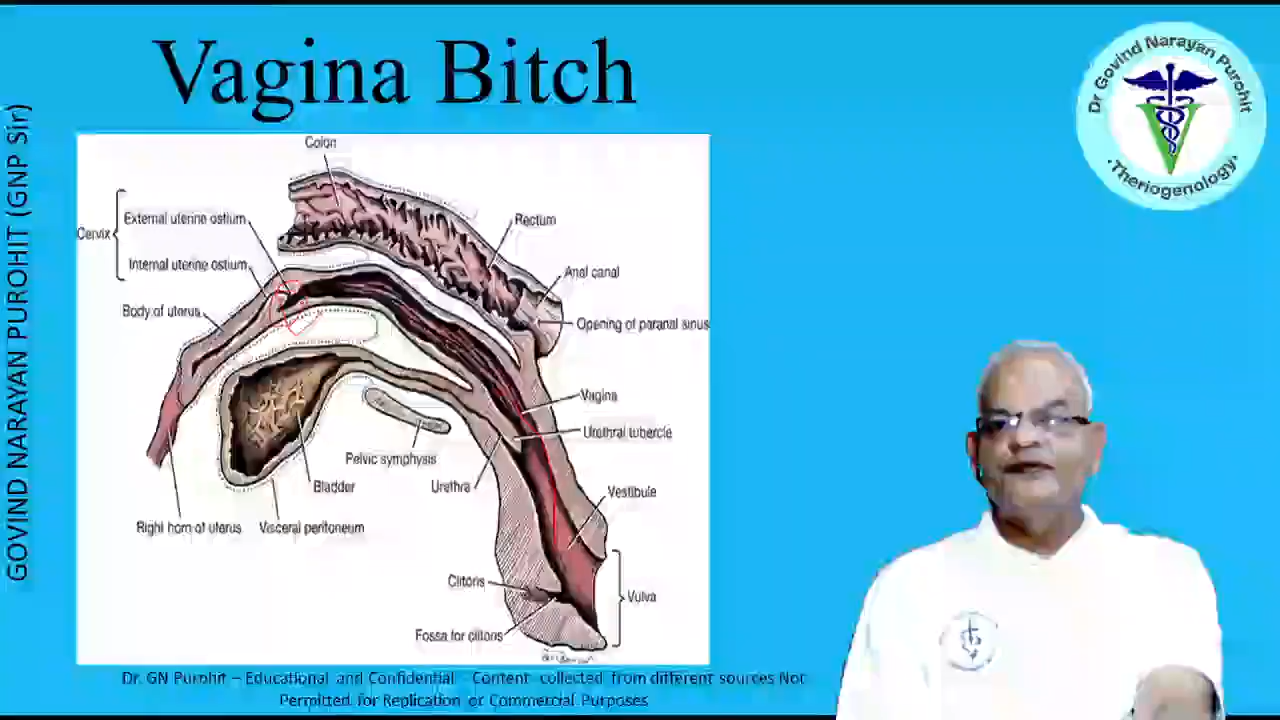 Vagina Bitch
GOVIND NARAYAN PUROHIT (GNP Sir)
Dr Govind Narayan Purohit
Theriogenology
Colon
External uterine ostium
Cervix
Internal uterine ostium
Body of uterus
Rectum
Anal canal
Opening of paranal sinus
Vagina
Urethral tubercle
Pelvic symphysis
Bladder
Urethra
Vestibule
Right horn of uterus
Visceral peritoneum
Clitoris
Vulva
Fossa for clitoris
Dr. GN Purohit – Educational and Confidential Content collected from different sources Not
Permitted for Replication or Commercial Purposes